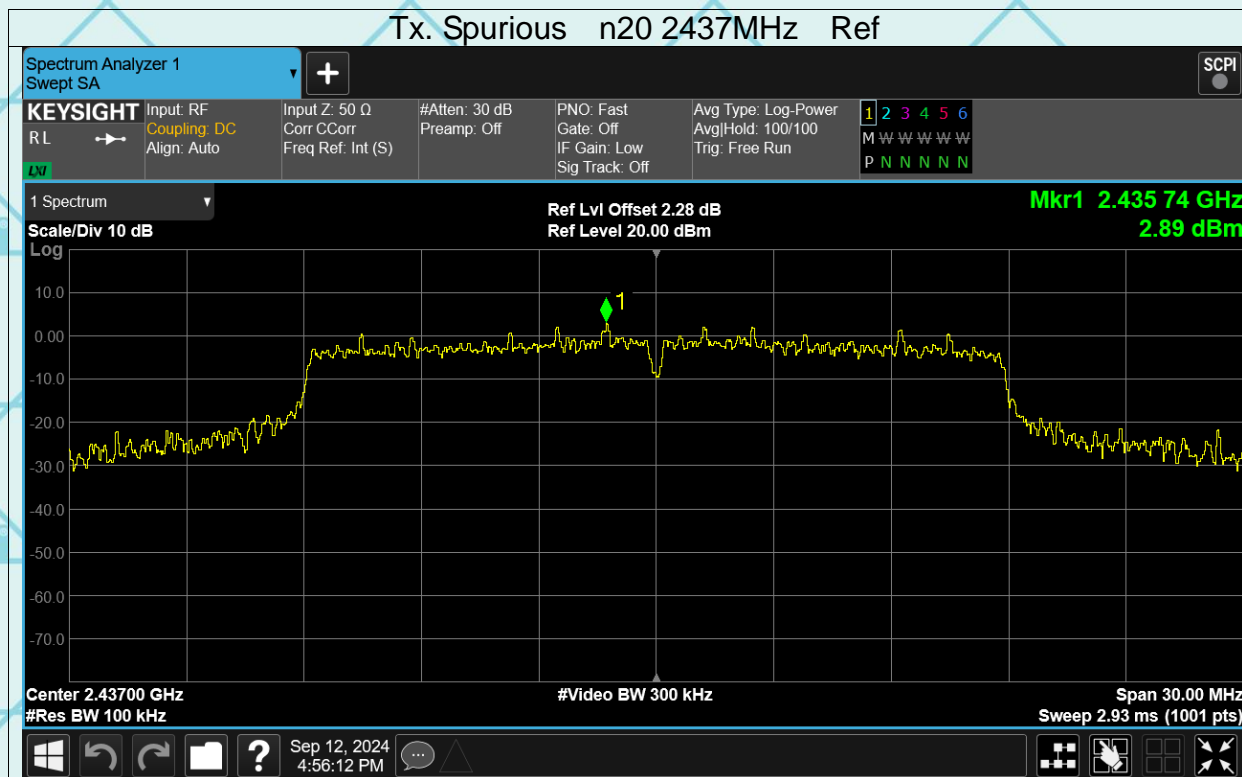 Tx. Spurious n20 2437MHz Ref
Spectrum Analyzer 1
Swept SA
SCPI
KEYSIGHT
RL
LXI
Input: RF
Coupling: DC
Align: Auto
Input Z: 50 Ω
Corr CCorr
Freq Ref: Int (S)
#Atten: 30 dB
Preamp: Off
PNO: Fast
Gate: Off
IF Gain: Low
Sig Track: Off
Avg Type: Log-Power
Avg|Hold: 100/100
Trig: Free Run
1 2 3 4 5 6
M W W W W W
P N N N N N
1 Spectrum
Scale/Div 10 dB
Ref Lvl Offset 2.28 dB
Ref Level 20.00 dBm
Mkr1 2.435 74 GHz
2.89 dBm
Log
10.0
0.00
-10.0
-20.0
-30.0
-40.0
-50.0
-60.0
-70.0
1
Center 2.43700 GHz
#Res BW 100 kHz
#Video BW 300 kHz
Span 30.00 MHz
Sweep 2.93 ms (1001 pts)
?
Sep 12, 2024
4:56:12 PM